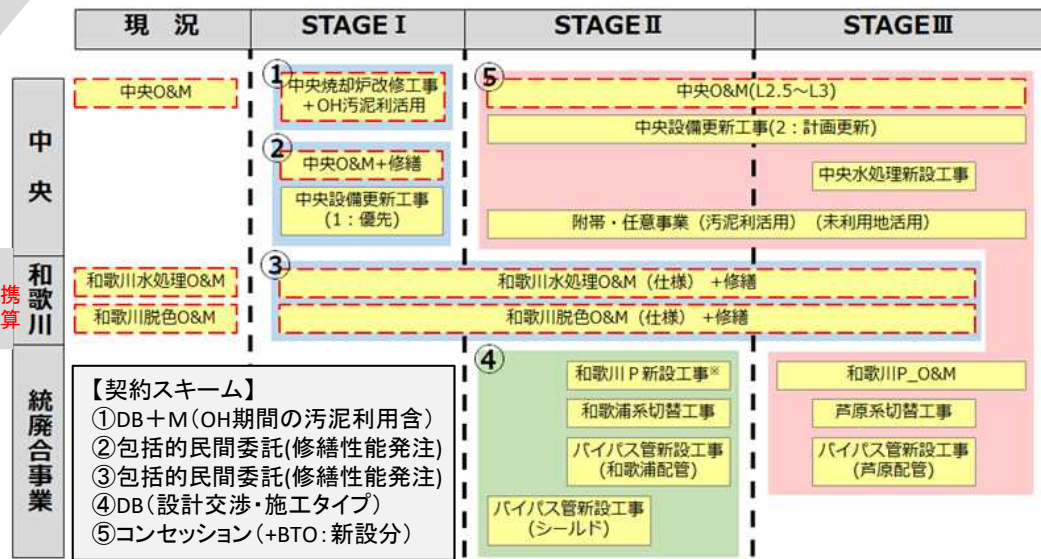 現 況
STAGE Ⅰ
STAGE Ⅱ
STAGE Ⅲ
中央
中央O&M
①
中央焼却炉改修工事
+OH汚泥利活用
②
中央O&M+修繕
中央設備更新工事
(1：優先)
⑤
中央O&M(L2.5～L3)
中央設備更新工事(2：計画更新)
中央水処理新設工事
附帯・任意事業（汚泥利活用）（未利用地活用）
携
算
和歌川
和歌川水処理O&M
和歌川脱色O&M
③
和歌川水処理O&M（仕様）+修繕
和歌川脱色O&M（仕様）+修繕
統廃合事業
④
和歌川Ｐ新設工事※
和歌浦系切替工事
バイパス管新設工事
(和歌浦配管)
バイパス管新設工事
(シールド)
和歌川P_O&M
芦原系切替工事
バイパス管新設工事
(芦原配管)
【契約スキーム】
①DB＋M（OH期間の汚泥利用含）
②包括的民間委託(修繕性能発注)
③包括的民間委託(修繕性能発注)
④DB（設計交渉・施工タイプ）
⑤コンセッション（+BTO：新設分）